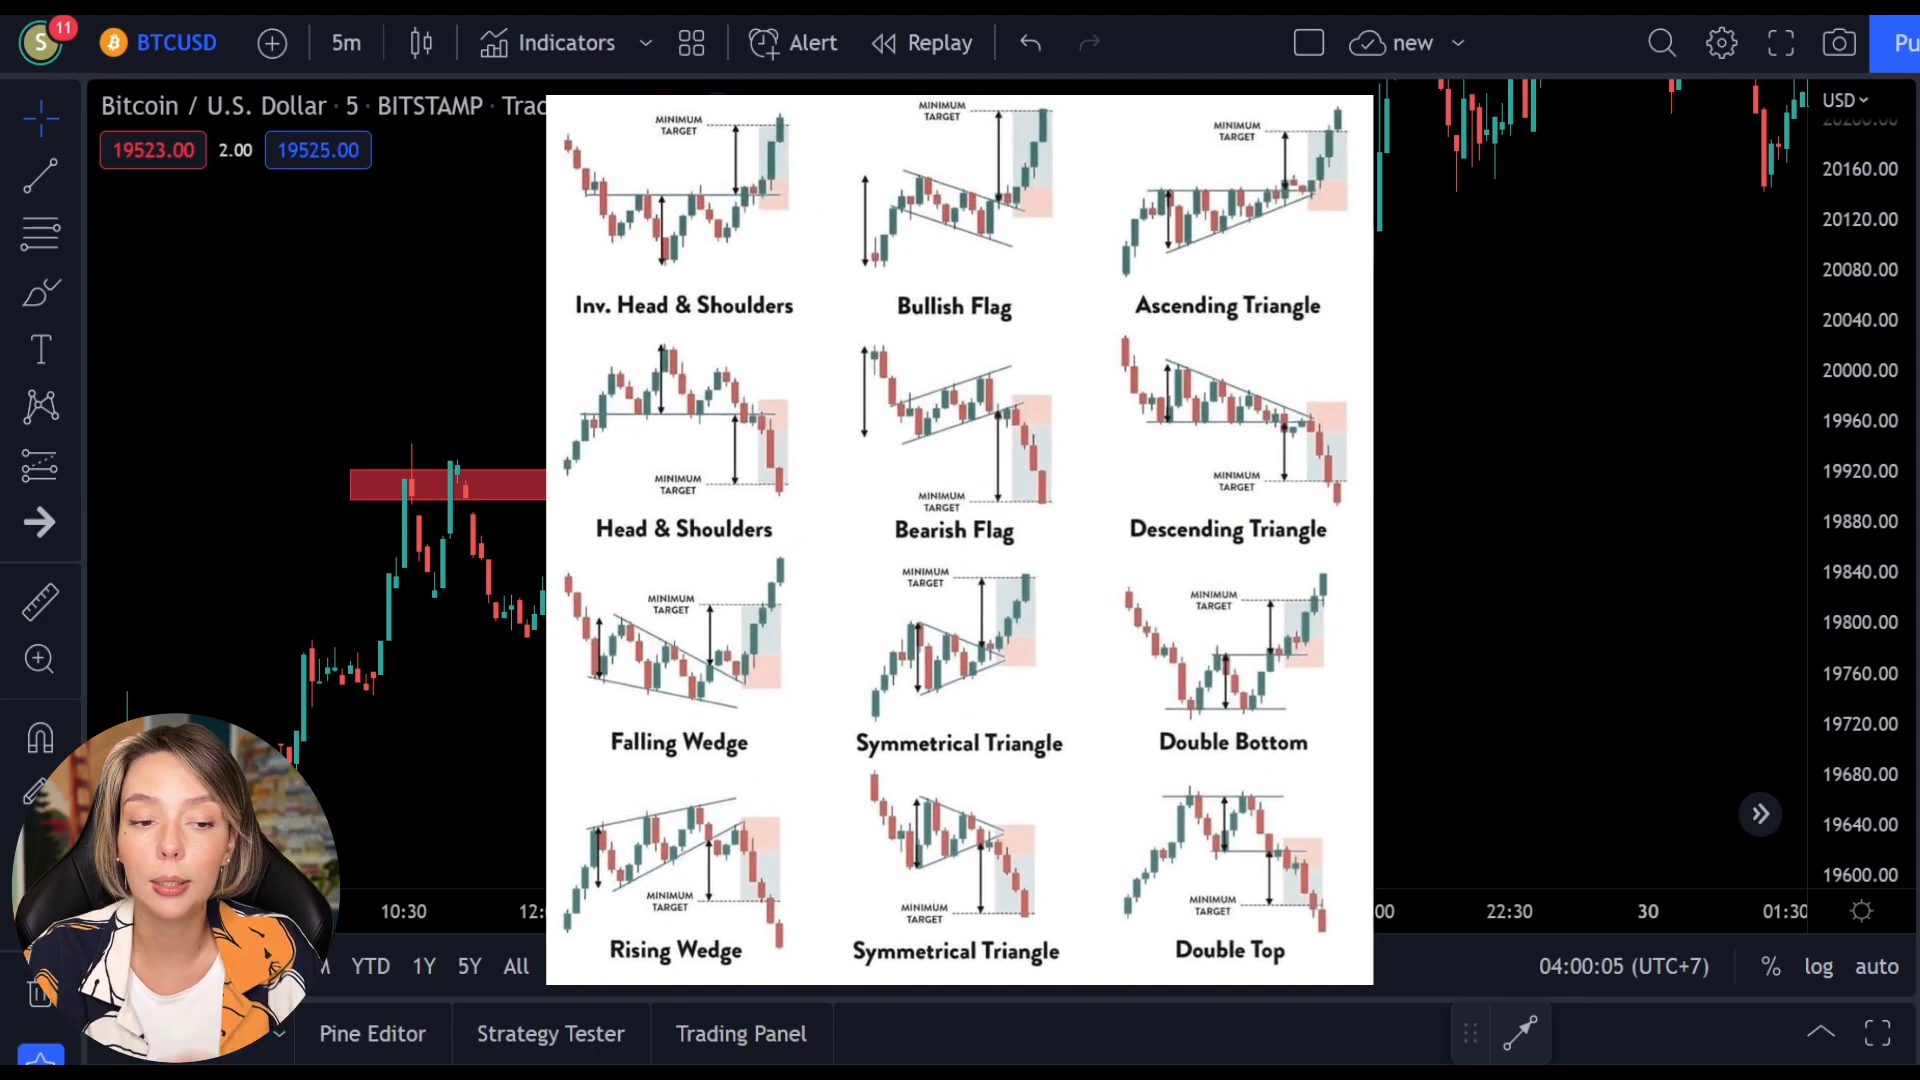 S 11 BTCUSD 5m Indicators Alert Replay new Pu
Bitcoin / U.S. Dollar · 5 · BITSTAMP · Trad
19523.00 2.00 19525.00
USD
20160.00
20120.00
20080.00
20040.00
20000.00
19960.00
19920.00
19880.00
19840.00
19800.00
19760.00
19720.00
19680.00
19640.00
19600.00
MINIMUM
TARGET
MINIMUM
TARGET
MINIMUM
TARGET
Inv. Head & Shoulders
Bullish Flag
Ascending Triangle
MINIMUM
TARGET
MINIMUM
TARGET
MINIMUM
TARGET
Head & Shoulders
Bearish Flag
Descending Triangle
MINIMUM
TARGET
MINIMUM
TARGET
MINIMUM
TARGET
Falling Wedge
Symmetrical Triangle
Double Bottom
MINIMUM
TARGET
MINIMUM
TARGET
MINIMUM
TARGET
Rising Wedge
Symmetrical Triangle
Double Top
10:30 12:0 00 22:30 30 01:30
YTD 1Y 5Y All 04:00:05 (UTC+7) % log auto
Pine Editor Strategy Tester Trading Panel